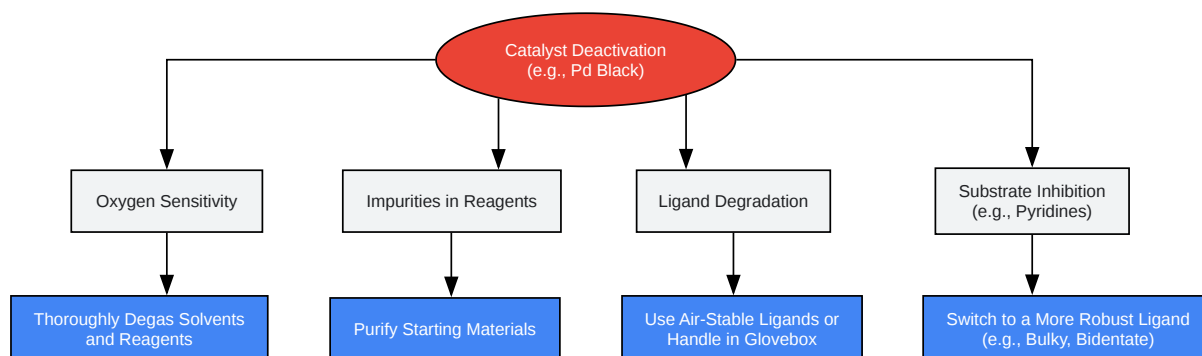 Catalyst Deactivation
(e.g., Pd Black)
Oxygen Sensitivity
Impurities in Reagents
Ligand Degradation
Substrate Inhibition
(e.g., Pyridines)
Thoroughly Degas Solvents
and Reagents
Purify Starting Materials
Use Air-Stable Ligands or
Handle in Glovebox
Switch to a More Robust Ligand
(e.g., Bulky, Bidentate)